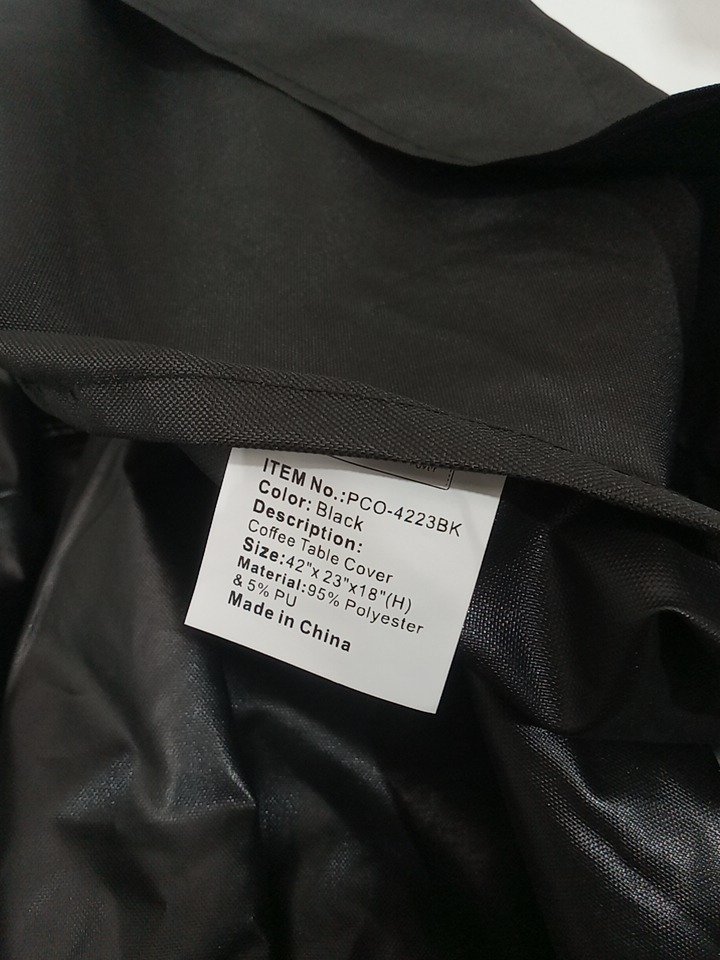 ITEM No.:PCO-4223BK
Color: Black
Description:
Coffee Table Cover
Size:42"x 23"x18"(H)
Material:95% Polyester
& 5% PU
Made in China